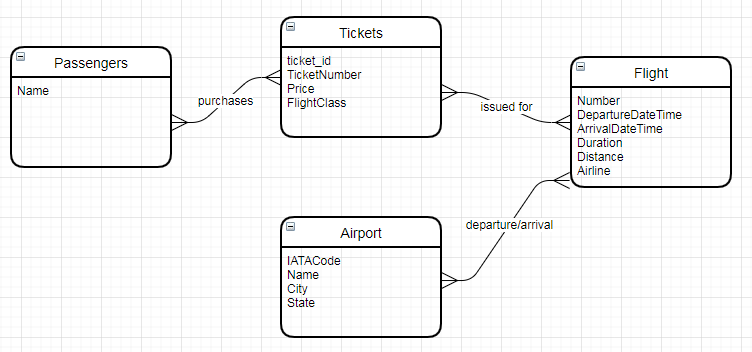 Passengers
Name
purchases
Tickets
ticket_id
TicketNumber
Price
FlightClass
issued for
Flight
Number
DepartureDateTime
ArrivalDateTime
Duration
Distance
Airline
departure/arrival
Airport
IATACode
Name
City
State